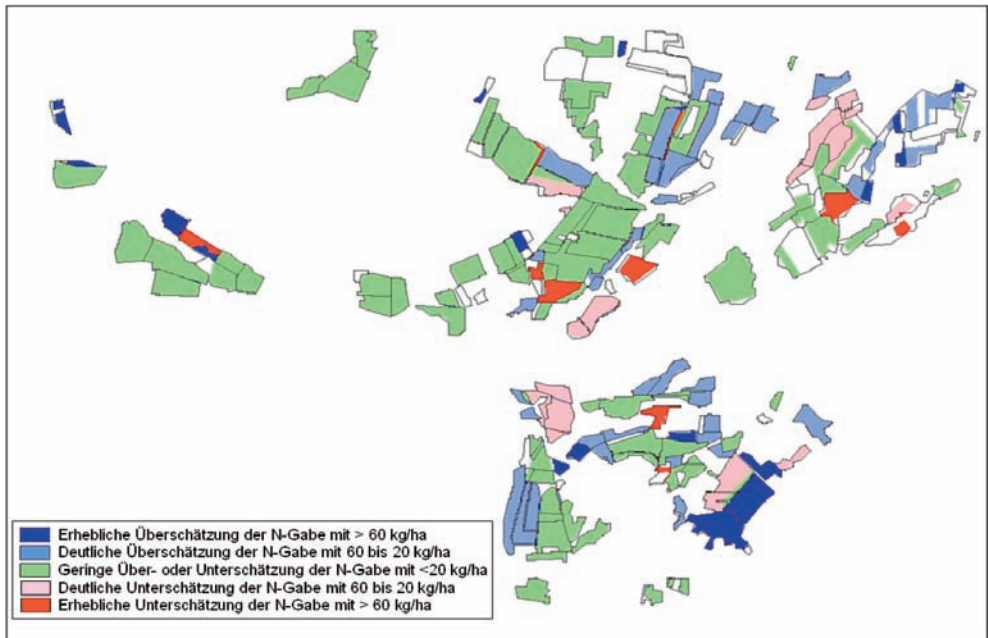 Erhebliche Überschätzung der N-Gabe mit > 60 kg/ha
Deutliche Überschätzung der N-Gabe mit 60 bis 20 kg/ha
Geringe Über- oder Unterschätzung der N-Gabe mit <20 kg/ha
Deutliche Unterschätzung der N-Gabe mit 60 bis 20 kg/ha
Erhebliche Unterschätzung der N-Gabe mit > 60 kg/ha